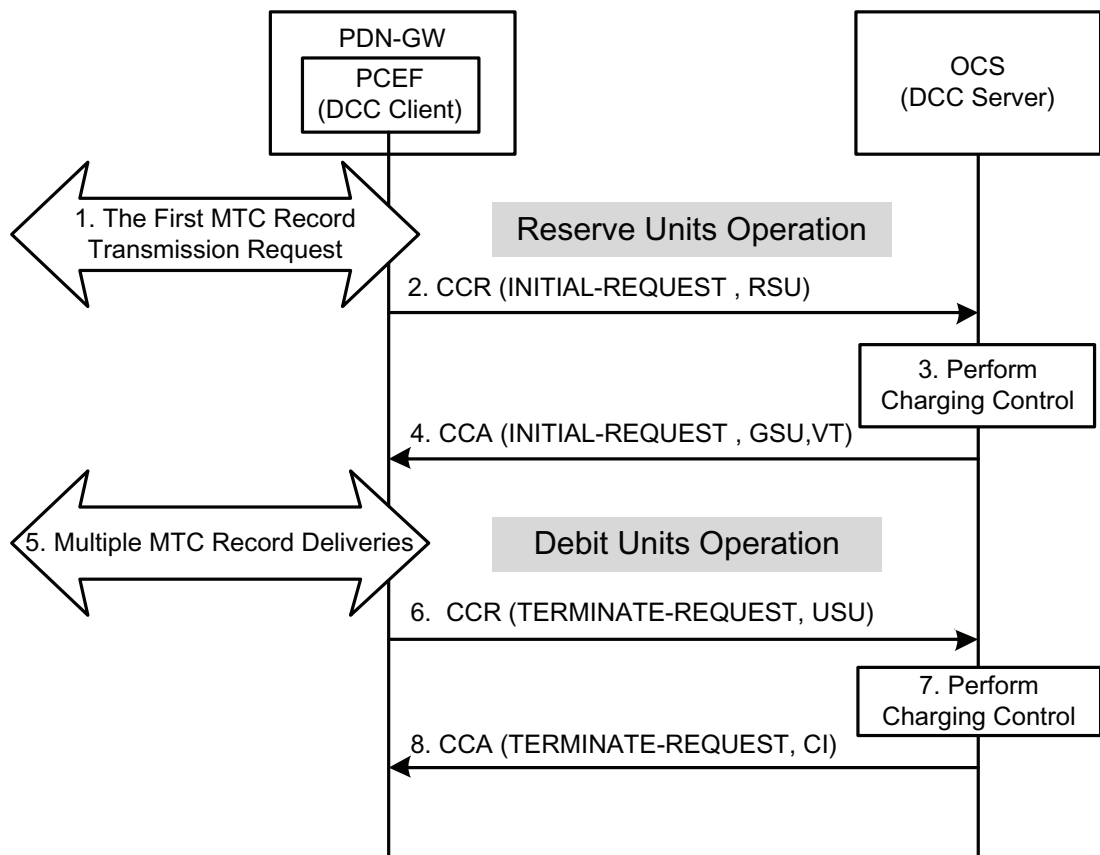 PDN-GW
PCEF
(DCC Client)
OCS
(DCC Server)
1. The First MTC Record
Transmission Request
Reserve Units Operation
2. CCR (INITIAL-REQUEST , RSU)
3. Perform
Charging Control
4. CCA (INITIAL-REQUEST , GSU,VT)
5. Multiple MTC Record Deliveries
Debit Units Operation
6. CCR (TERMINATE-REQUEST, USU)
7. Perform
Charging Control
8. CCA (TERMINATE-REQUEST, CI)